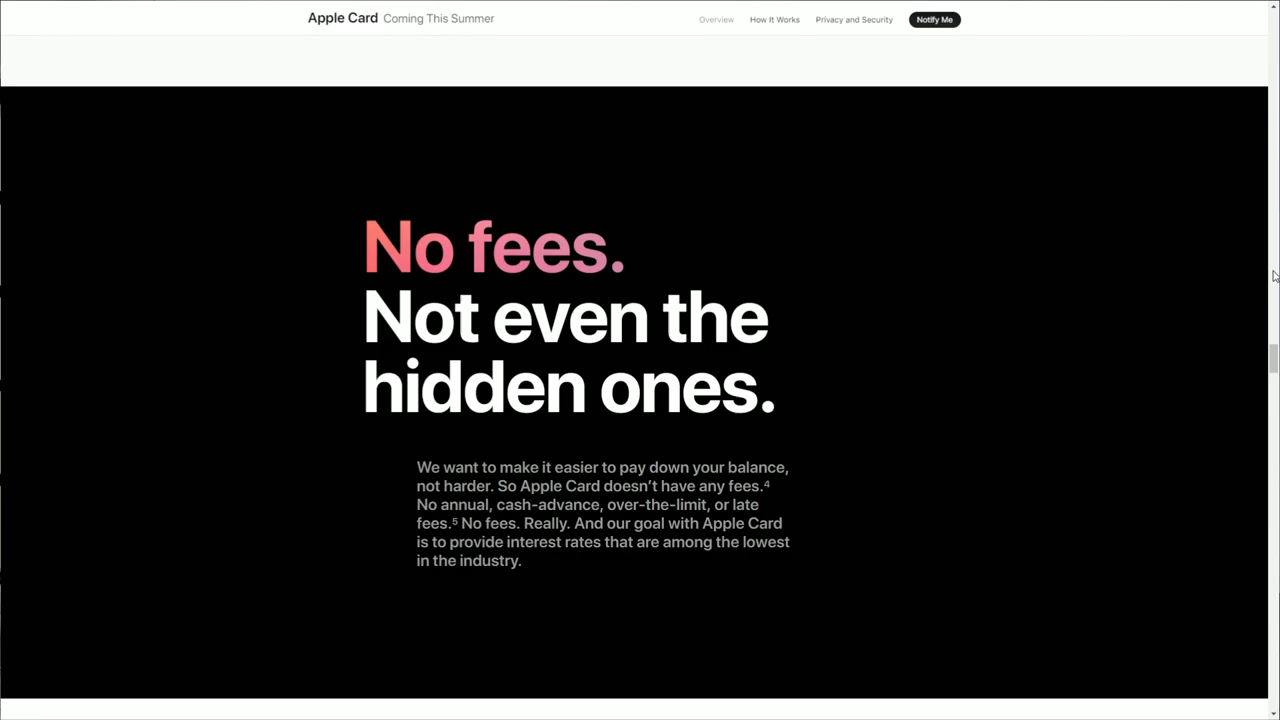 Apple Card Coming This Summer
Overview How It Works Privacy and Security Notify Me
No fees.
Not even the
hidden ones.
We want to make it easier to pay down your balance,
not harder. So Apple Card doesn’t have any fees.⁴
No annual, cash-advance, over-the-limit, or late
fees.⁵ No fees. Really. And our goal with Apple Card
is to provide interest rates that are among the lowest
in the industry.